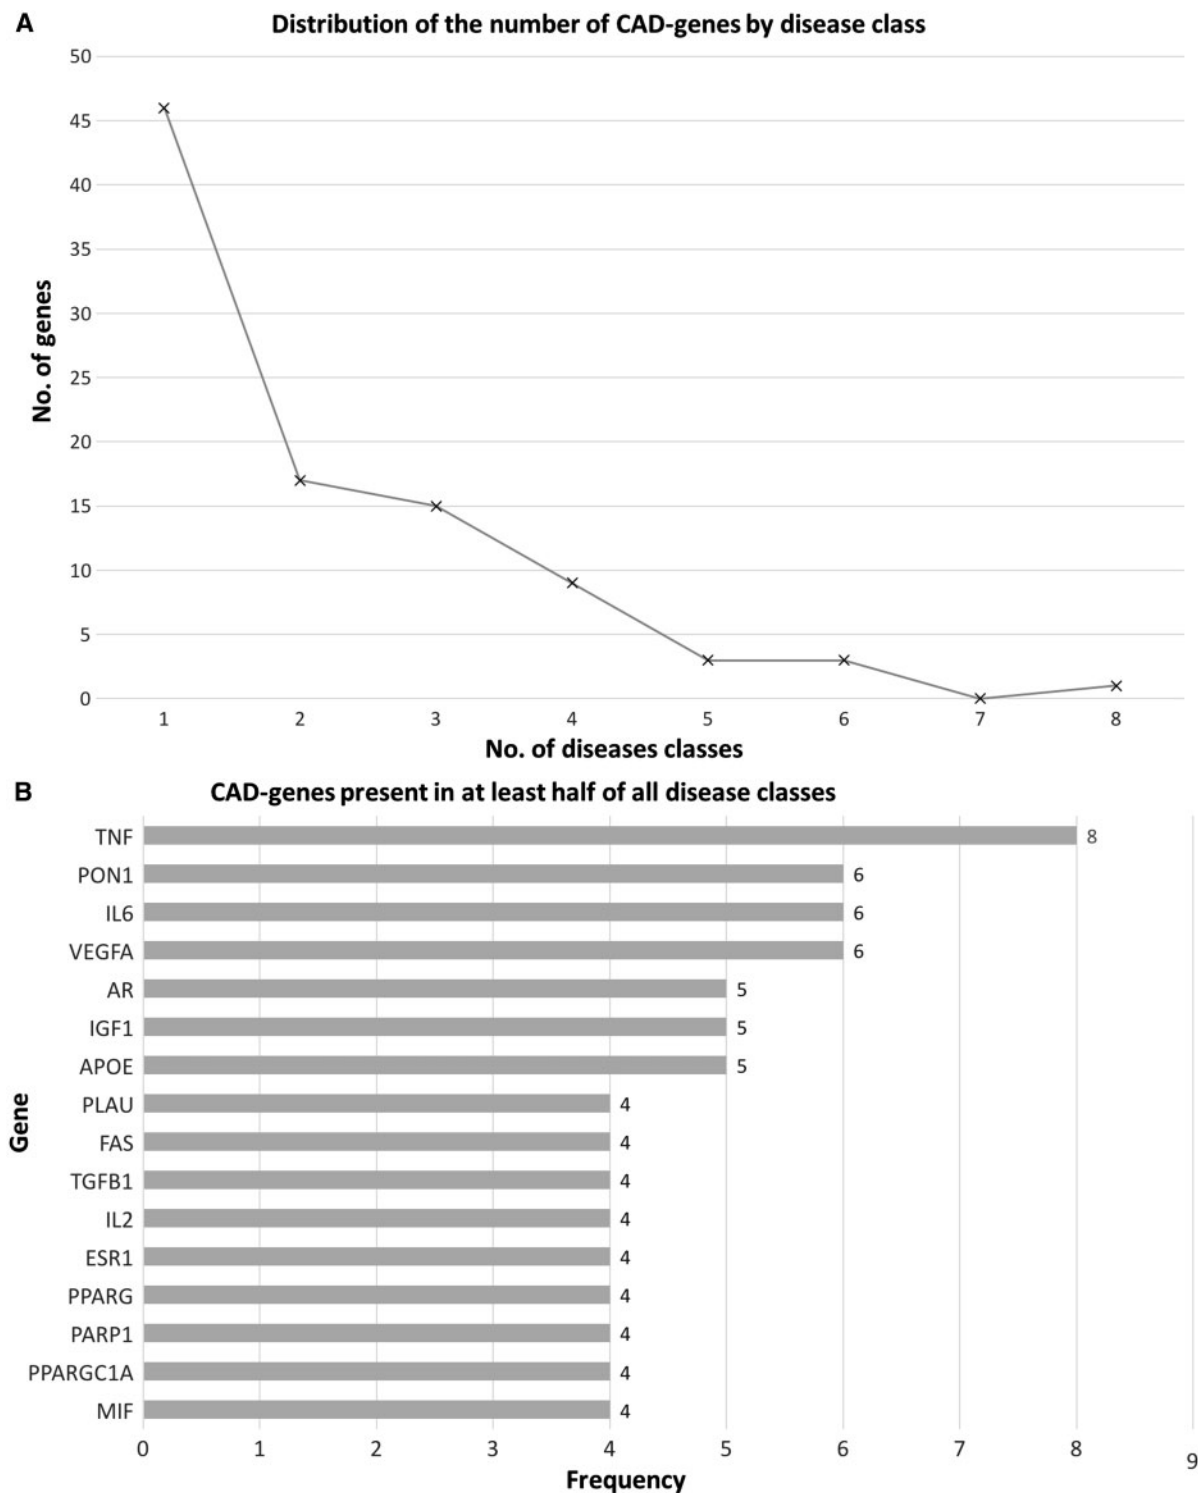 A
Distribution of the number of CAD-genes by disease class
50
45
40
35
30
25
20
15
10
5
0
No. of genes
1 2 3 4 5 6 7 8
No. of diseases classes
B
CAD-genes present in at least half of all disease classes
TNF 8
PON1 6
IL6 6
VEGFA 6
AR 5
IGF1 5
APOE 5
PLAU 4
FAS 4
TGFB1 4
IL2 4
ESR1 4
PPARG 4
PARP1 4
PPARGC1A 4
MIF 4
Gene
0 1 2 3 4 5 6 7 8 9
Frequency